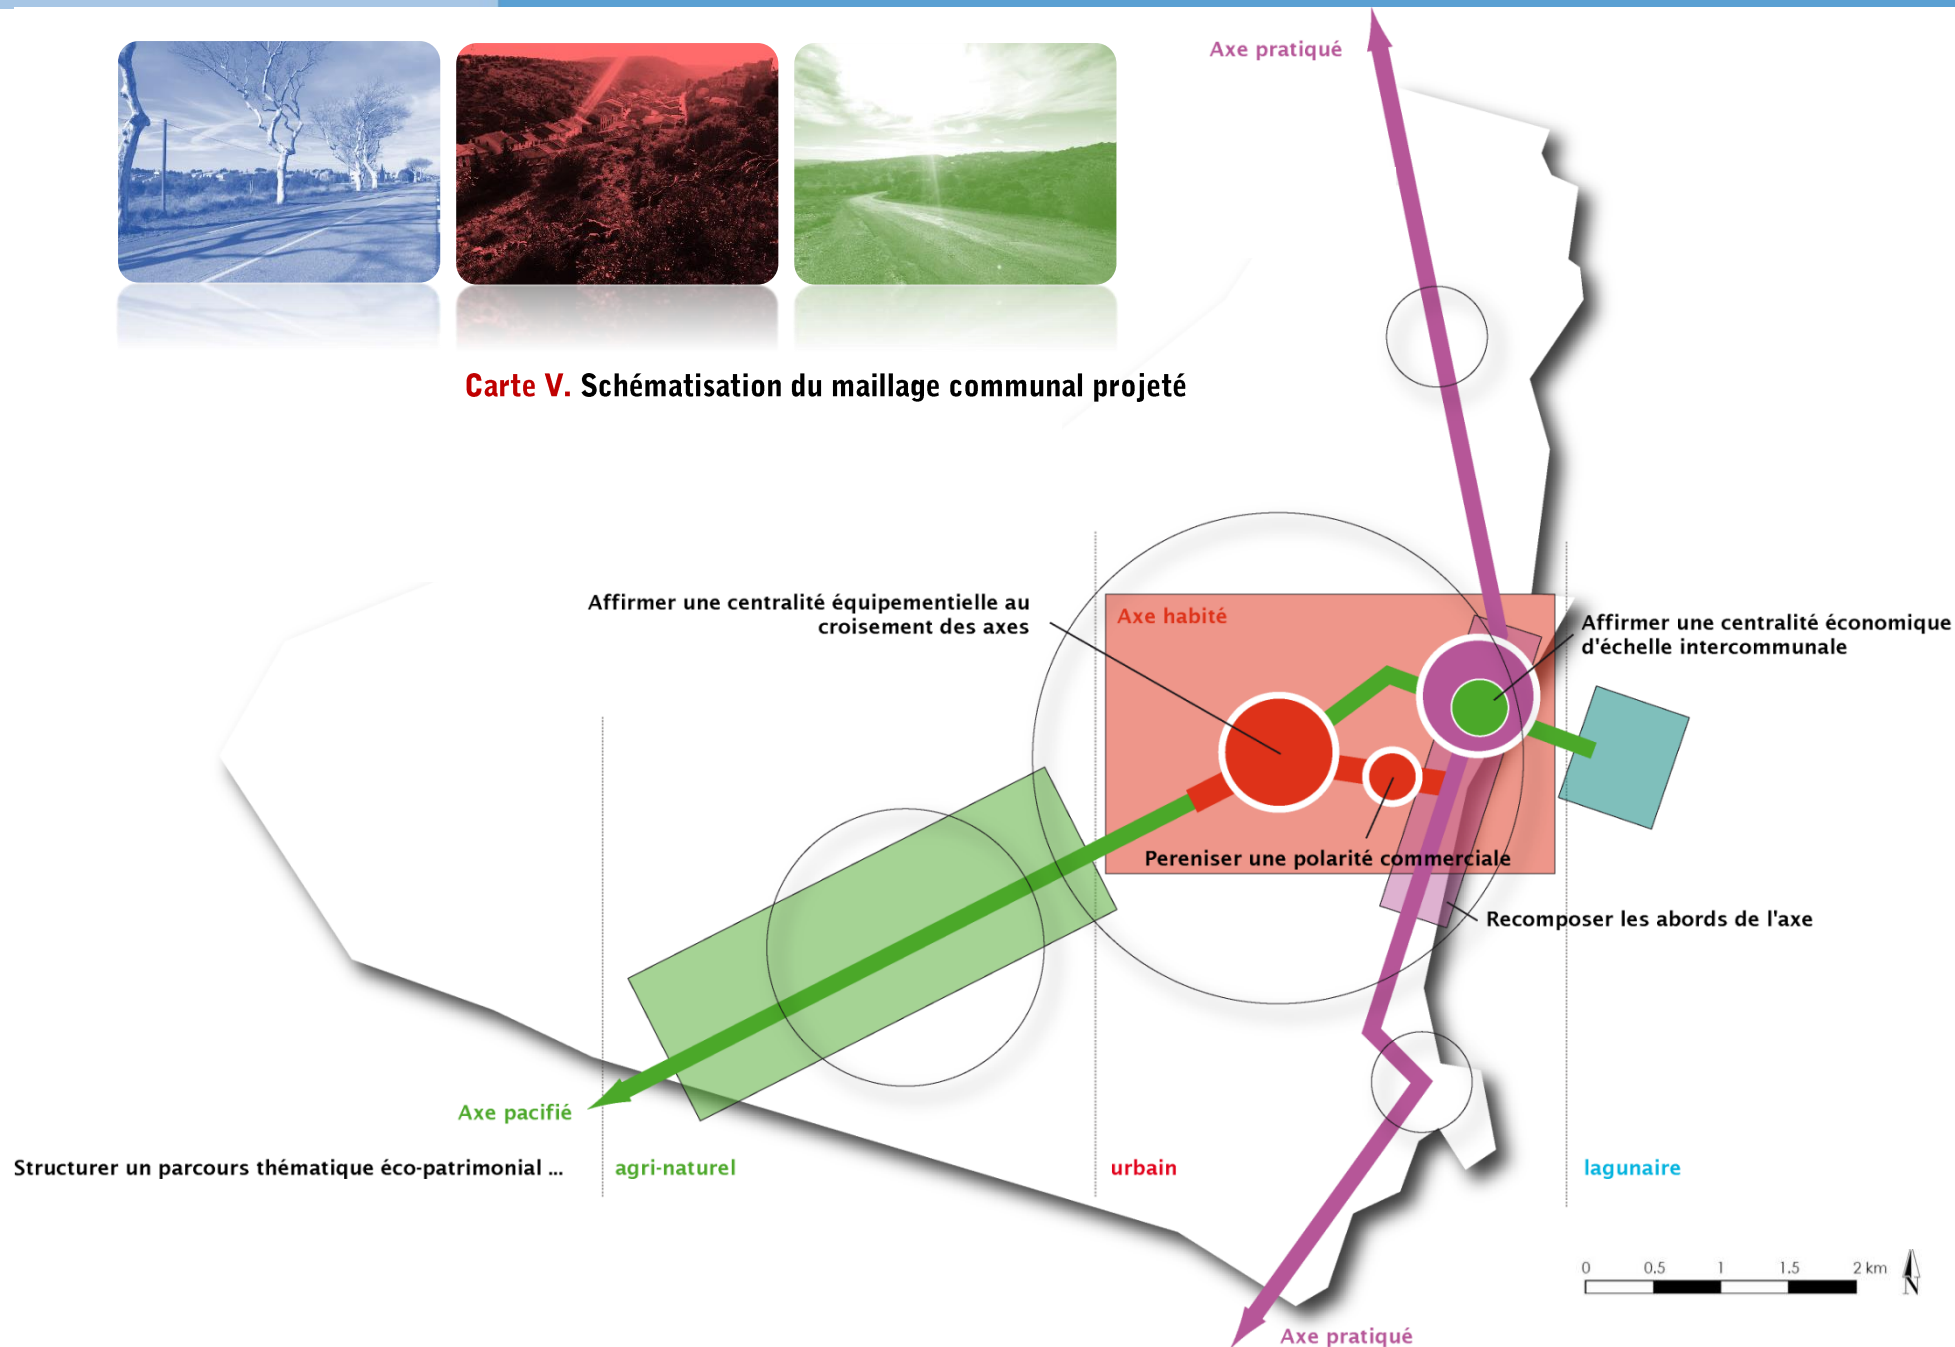 Axe pratiqué
Carte V. Schématisation du maillage communal projeté
Affirmer une centralité équipementielle au
croisement des axes
Axe habité
Affirmer une centralité économique
d'échelle intercommunale
Pereniser une polarité commerciale
Recomposer les abords de l'axe
Axe pacifié
Structurer un parcours thématique éco-patrimonial ...
agri-naturel
urbain
lagunaire
0 0.5 1 1.5 2 km
N
Axe pratiqué